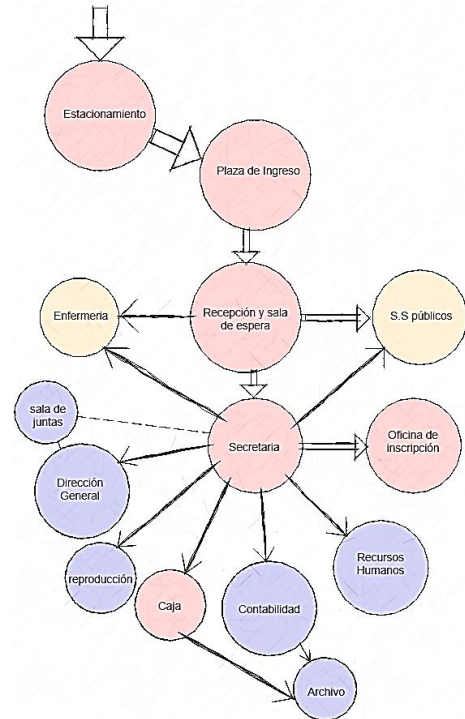 Estacionamiento
Plaza de Ingreso
Enfermeria
Recepción y sala
de espera
S.S públicos
sala de
juntas
Secretaria
Oficina de
inscripción
Dirección
General
reproducción
Caja
Contabilidad
Recursos
Humanos
Archivo